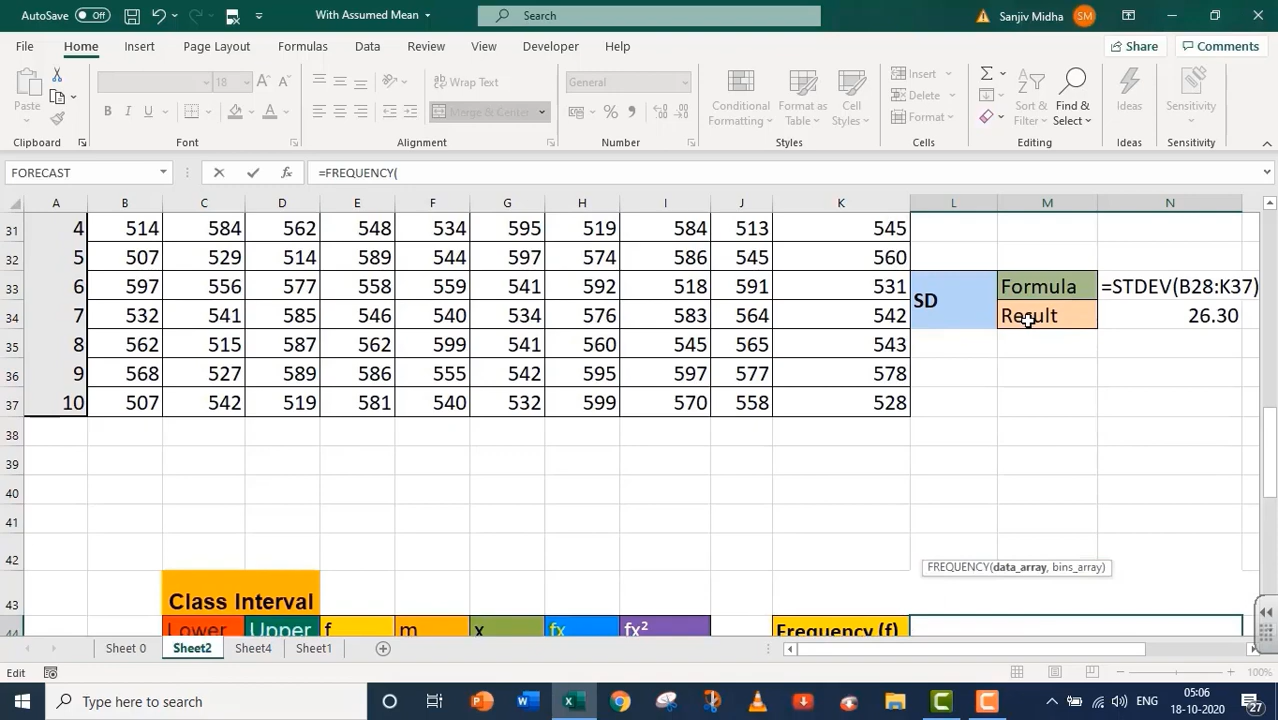 AutoSave Off With Assumed Mean Search Sanjiv Midha SM
File Home Insert Page Layout Formulas Data Review View Developer Help Share Comments
Paste 18 A A B I U A Wrap Text Merge & Center General % Conditional Formatting Format as Table Cell Styles Insert Delete Format Sort & Filter Find & Select Ideas Sensitivity
Clipboard Font Alignment Number Styles Cells Editing Ideas Sensitivity
FORECAST fx =FREQUENCY(
A B C D E F G H I J K L M N
31 4 514 584 562 548 534 595 519 584 513 545
32 5 507 529 514 589 544 597 574 586 545 560
33 6 597 556 577 558 559 541 592 518 591 531 SD Formula =STDEV(B28:K37)
34 7 532 541 585 546 540 534 576 583 564 542 Result 26.30
35 8 562 515 587 562 599 541 560 545 565 543
36 9 568 527 589 586 555 542 595 597 577 578
37 10 507 542 519 581 540 532 599 570 558 528
38
39
40
41
42 FREQUENCY(data_array, bins_array)
43 Class Interval
44 Lower Upper f m x fx fx² Frequency (f)
Sheet 0 Sheet2 Sheet4 Sheet1
Edit 100%
Type here to search ENG 05:06
18-10-2020 27